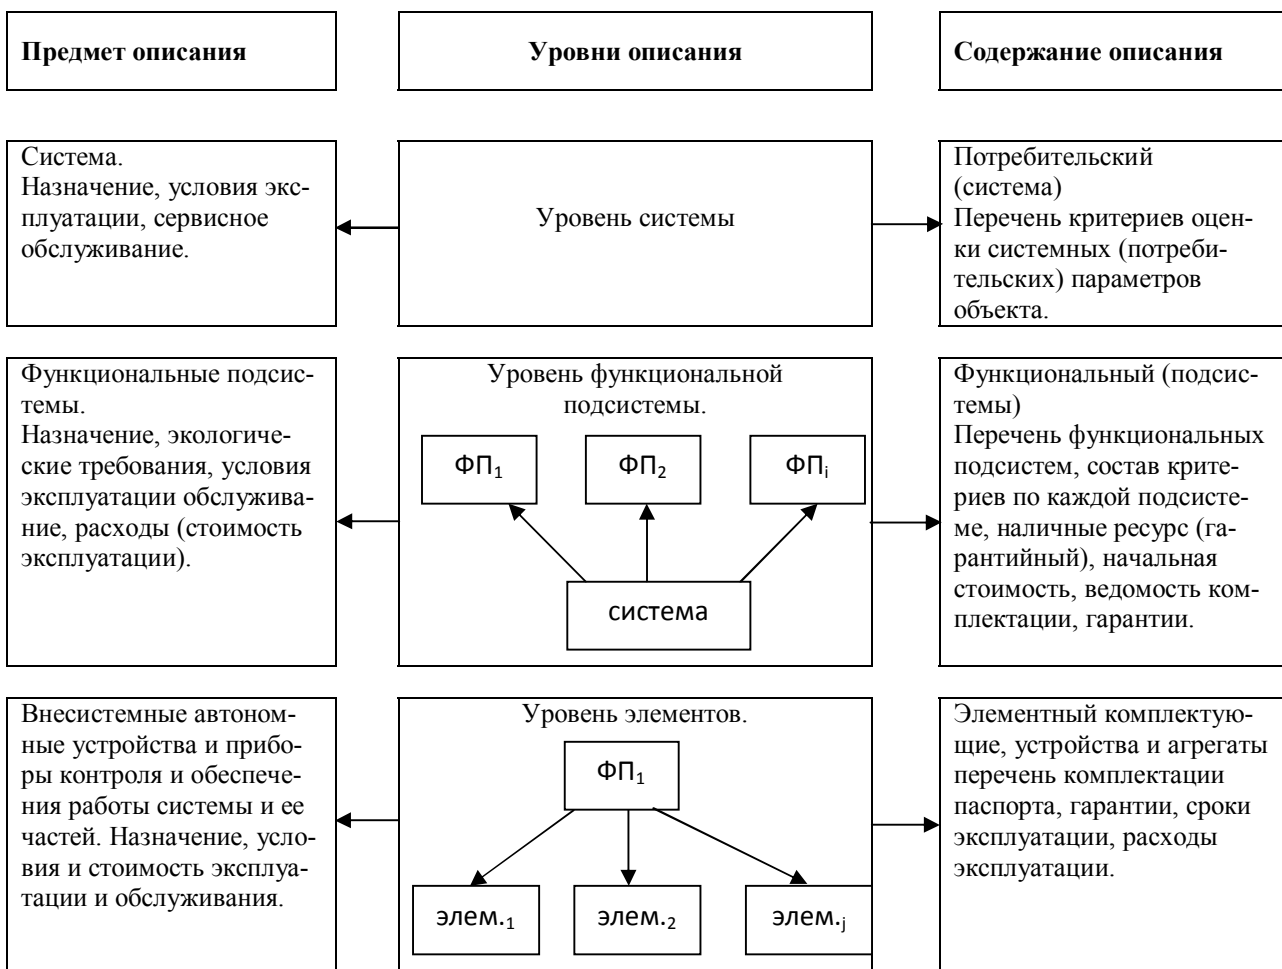 Предмет описания
Уровни описания
Содержание описания
Система.
Назначение, условия экс-
плуатации, сервисное
обслуживание.
Уровень системы
Потребительский
(система)
Перечень критериев оцен-
ки системных (потреби-
тельских) параметров
объекта.
Функциональные подсис-
темы.
Назначение, экологиче-
ские требования, условия
эксплуатации обслужива-
ние, расходы (стоимость
эксплуатации).
Уровень функциональной
подсистемы.
ФП₁
ФП₂
ФПᵢ
система
Функциональный (подсис-
темы)
Перечень функциональных
подсистем, состав крите-
риев по каждой подсисте-
ме, наличные ресурс (га-
рантийный), начальная
стоимость, ведомость ком-
плектации, гарантии.
Внесистемные автоном-
ные устройства и прибо-
ры контроля и обеспече-
ния работы системы и ее
частей. Назначение, усло-
вия и стоимость эксплуа-
тации и обслуживания.
Уровень элементов.
ФП₁
элем.₁
элем.₂
элем.ⱼ
Элементный комплектую-
щие, устройства и агрегаты
перечень комплектации
паспорта, гарантии, сроки
эксплуатации, расходы
эксплуатации.